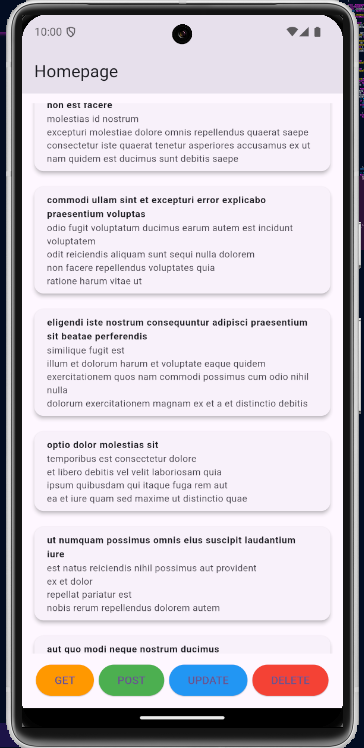 10:00
Homepage
non est facere
molestias id nostrum
excepturi molestiae dolore omnis repellendus quaerat saepe
consectetur iste quaerat tenetur asperiores accusamus ex ut
nam quidem est ducimus sunt debitis saepe
commodi ullam sint et excepturi error explicabo
praesentium voluptas
odio fugit voluptatum ducimus earum autem est incidunt
voluptatem
odit reiciendis aliquam sunt sequi nulla dolorem
non facere repellendus voluptates quia
ratione harum vitae ut
eligendi iste nostrum consequuntur adipisci praesentium
sit beatae perferendis
similique fugit est
illum et dolorum harum et voluptate eaque quidem
exercitationem quos nam commodi possimus cum odio nihil
nulla
dolorum exercitationem magnam ex et a et distinctio debitis
optio dolor molestias sit
temporibus est consectetur dolore
et libero debitis vel velit laboriosam quia
ipsum quibusdam qui itaque fuga rem aut
ea et iure quam sed maxime ut distinctio quae
ut numquam possimus omnis eius suscipit laudantium
iure
est natus reiciendis nihil possimus aut provident
ex et dolor
repellat pariatur est
nobis rerum repellendus dolorem autem
aut quo modi neque nostrum ducimus
GET POST UPDATE DELETE